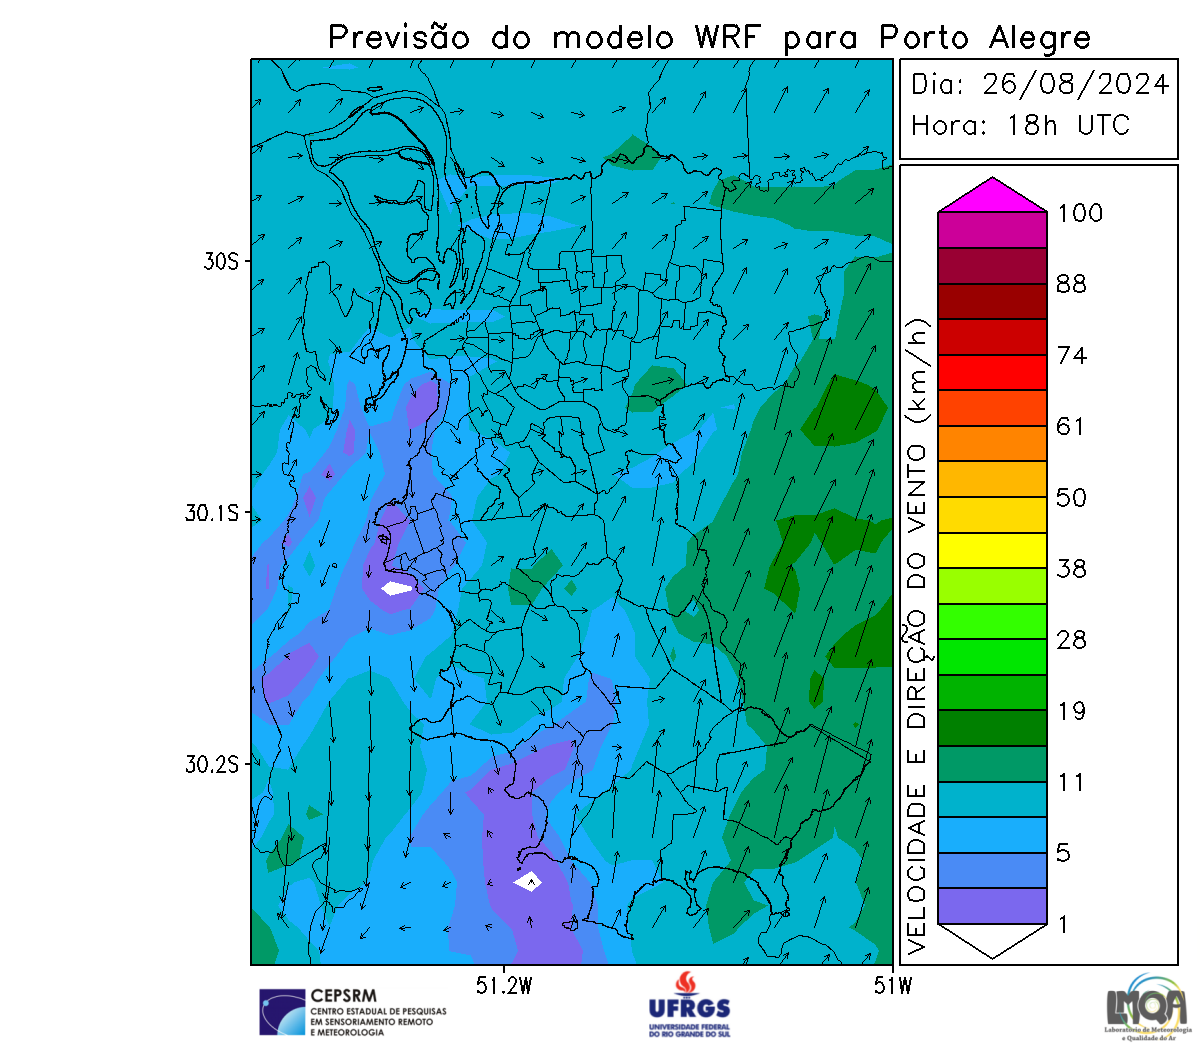 Previsão do modelo WRF para Porto Alegre
Dia: 26/08/2024
Hora: 18h UTC
30S
30.1S
30.2S
51.2W
51W
VELOCIDADE E DIREÇÃO DO VENTO (km/h)
100
88
74
61
50
38
28
19
11
5
1
CEPSRM
CENTRO ESTADUAL DE PESQUISAS
EM SENSORIAMENTO REMOTO
E METEOROLOGIA
UFRGS
UNIVERSIDADE FEDERAL
DO RIO GRANDE DO SUL
LMQA
Laboratório de Meteorologia
e Qualidade do Ar